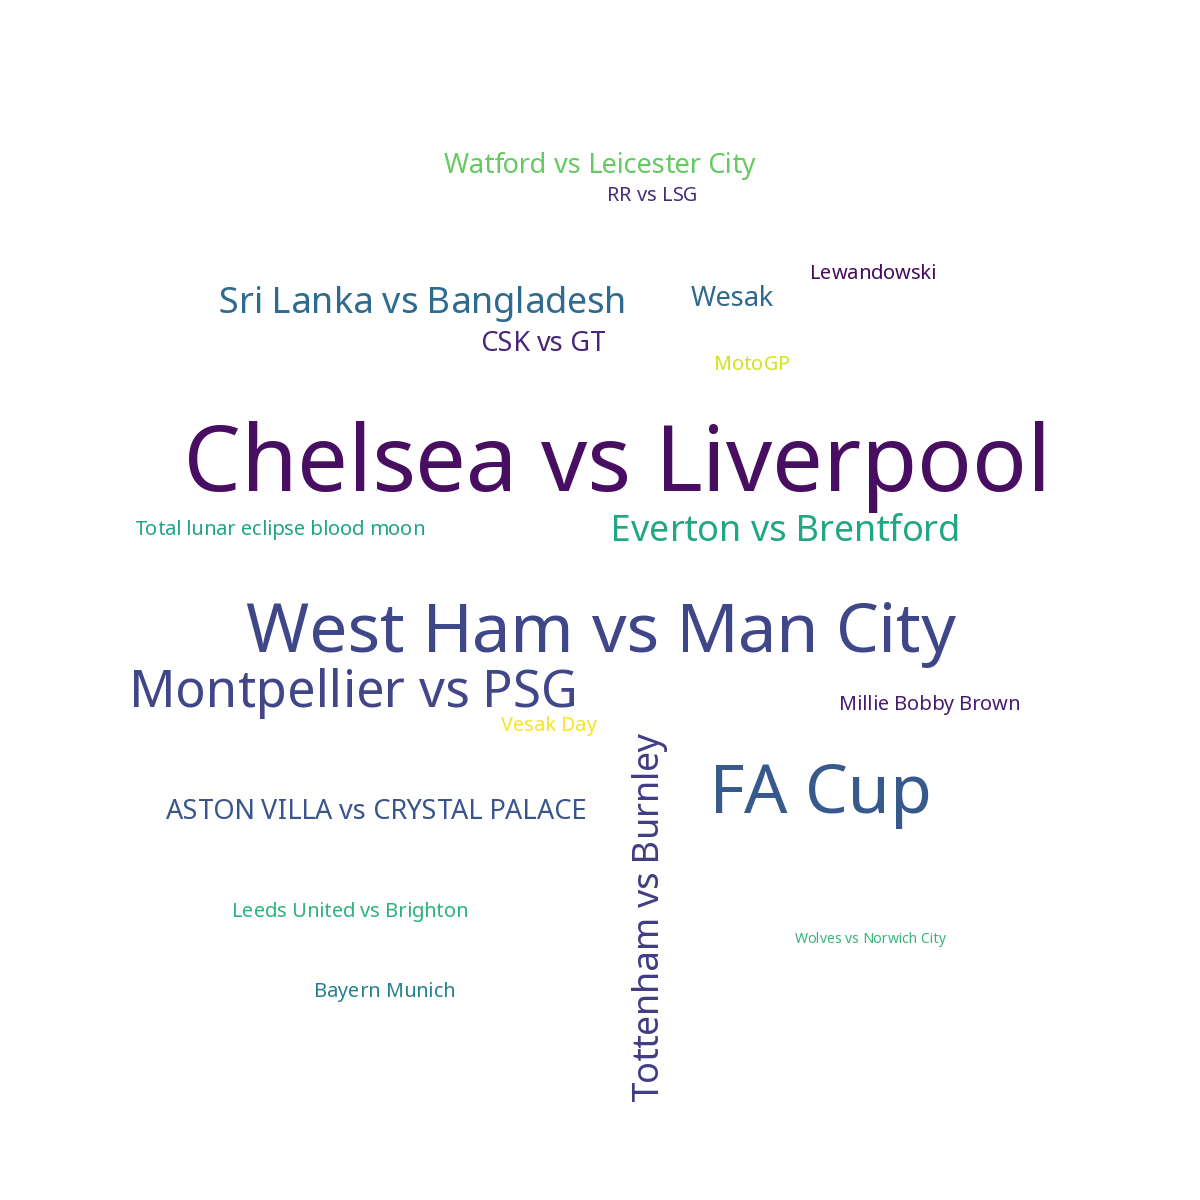 Watford vs Leicester City
RR vs LSG
Lewandowski
Sri Lanka vs Bangladesh
Wesak
CSK vs GT
MotoGP
Chelsea vs Liverpool
Total lunar eclipse blood moon
Everton vs Brentford
West Ham vs Man City
Montpellier vs PSG
Millie Bobby Brown
Vesak Day
Tottenham vs Burnley
FA Cup
ASTON VILLA vs CRYSTAL PALACE
Leeds United vs Brighton
Wolves vs Norwich City
Bayern Munich